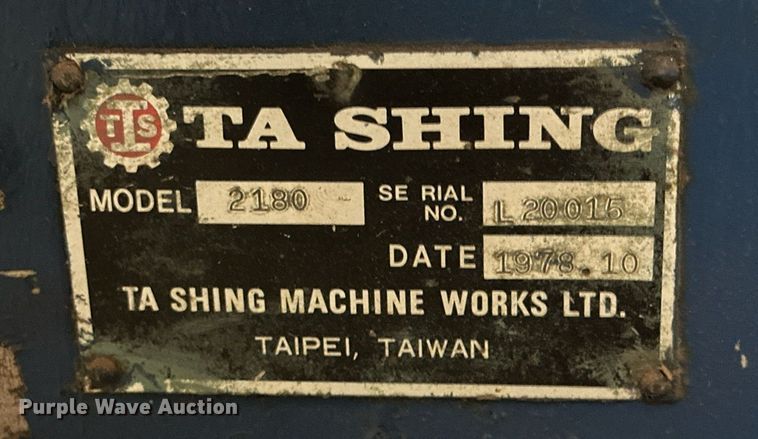 TIS TA SHING
MODEL 2180 SE RIAL NO. L 20015
DATE 1978.10
TA SHING MACHINE WORKS LTD.
TAIPEI, TAIWAN
Purple Wave Auction